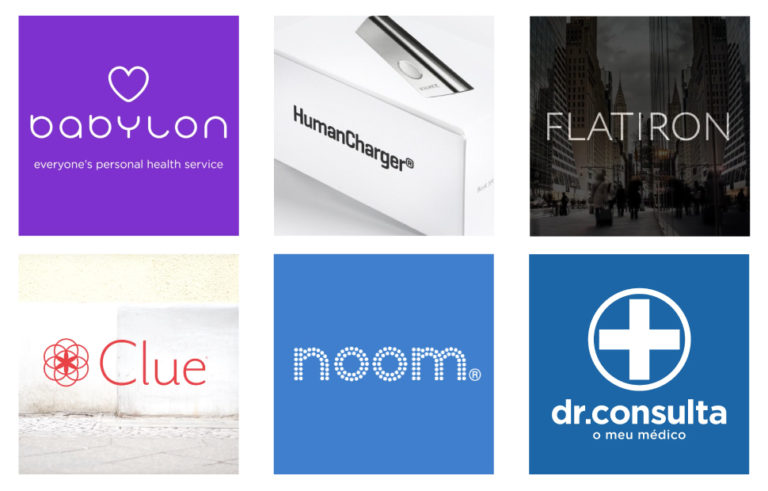 babylon
everyone's personal health service
HumanCharger®
FLATIRON
Clue
noom®
dr.consulta
o meu médico